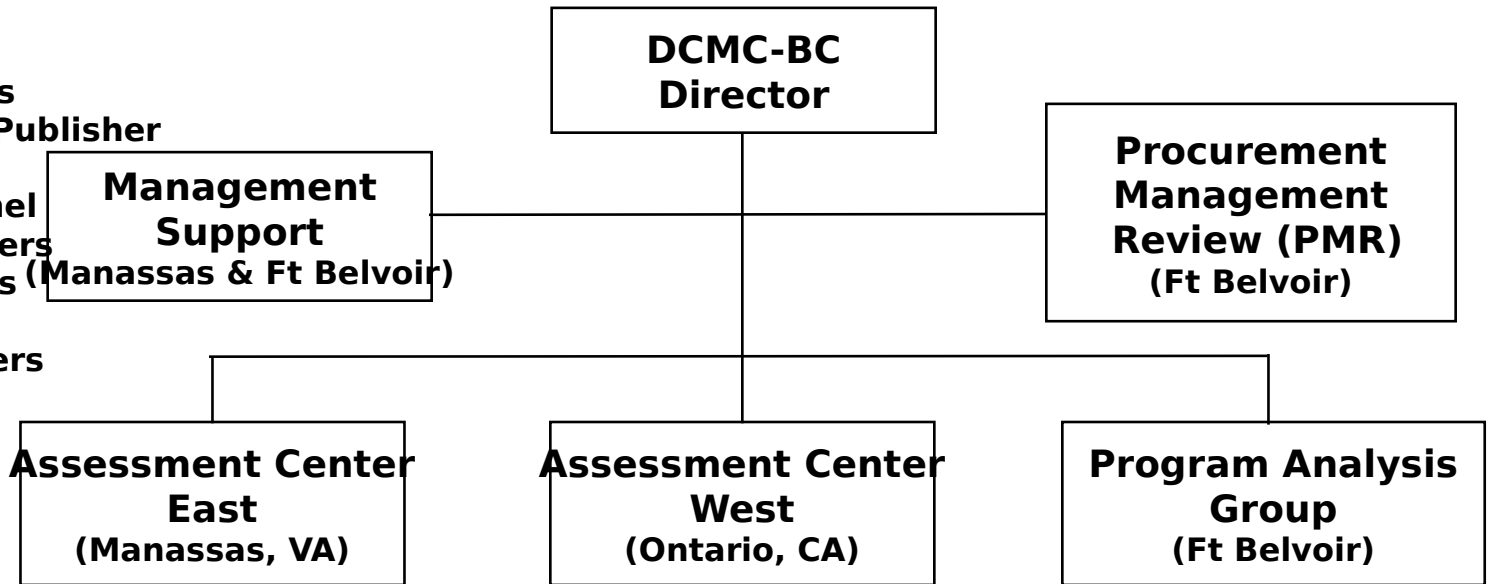 DCMC-BC
Director
Publisher
Management
Support
(Manassas & Ft Belvoir)
Procurement
Management
Review (PMR)
(Ft Belvoir)
Assessment Center
East
(Manassas, VA)
Assessment Center
West
(Ontario, CA)
Program Analysis
Group
(Ft Belvoir)